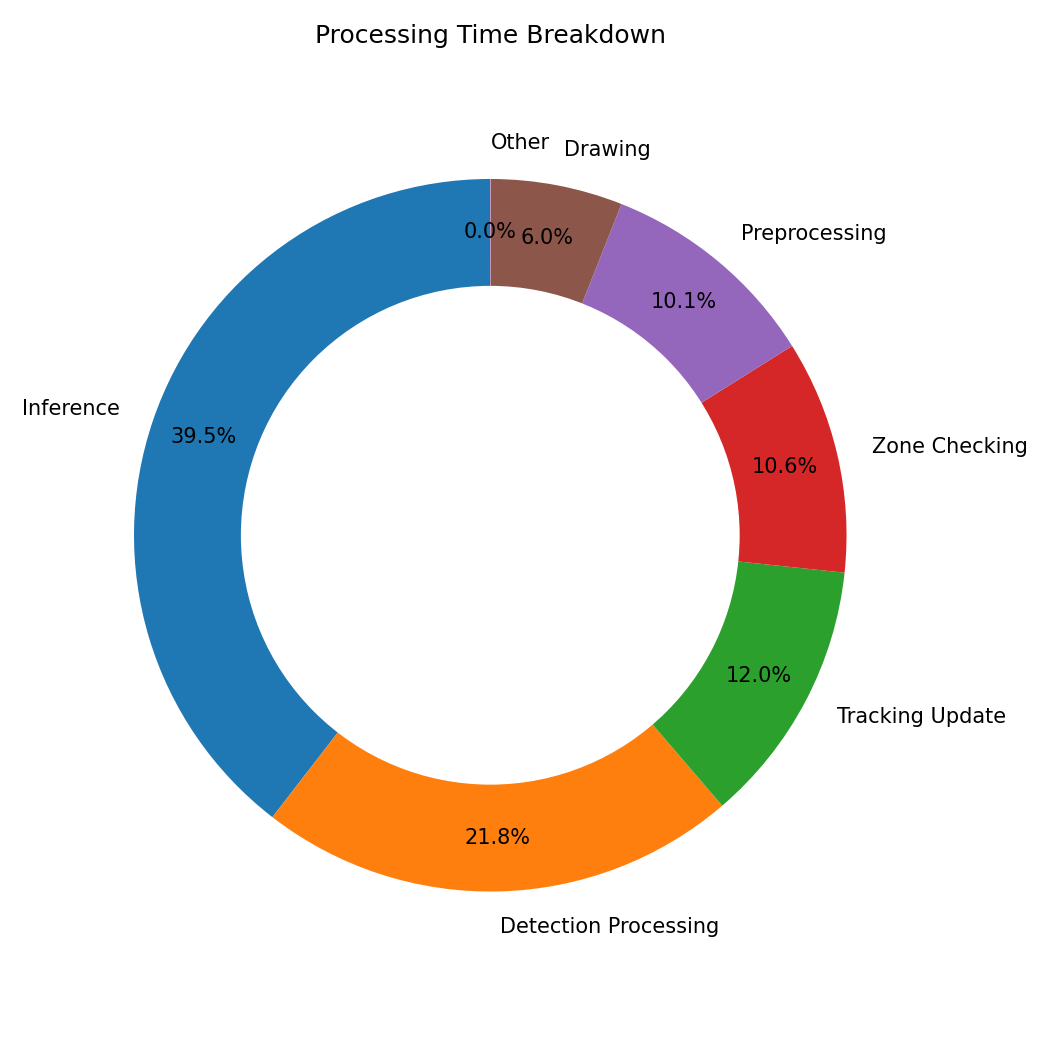 Processing Time Breakdown
Other
Drawing
0.0%
6.0%
Preprocessing
10.1%
Inference
39.5%
Zone Checking
10.6%
12.0%
Tracking Update
21.8%
Detection Processing